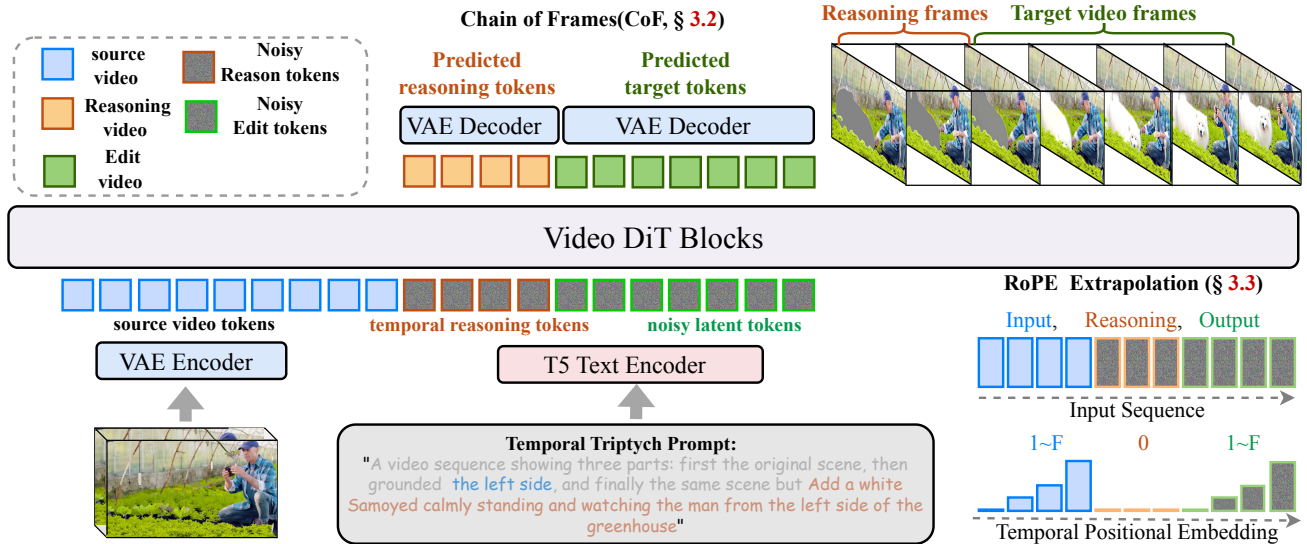 Chain of Frames(CoF, § 3.2)
Reasoning frames
Target video frames
source
video
Noisy
Reason tokens
Reasoning
video
Noisy
Edit tokens
Edit
video
Predicted
reasoning tokens
Predicted
target tokens
VAE Decoder
VAE Decoder
Video DiT Blocks
source video tokens
temporal reasoning tokens
noisy latent tokens
VAE Encoder
T5 Text Encoder
Temporal Triptych Prompt:
"A video sequence showing three parts: first the original scene, then
grounded the left side, and finally the same scene but Add a white
Samoyed calmly standing and watching the man from the left side of the
greenhouse"
RoPE Extrapolation (§ 3.3)
Input, Reasoning, Output
Input Sequence
1~F 0 1~F
Temporal Positional Embedding